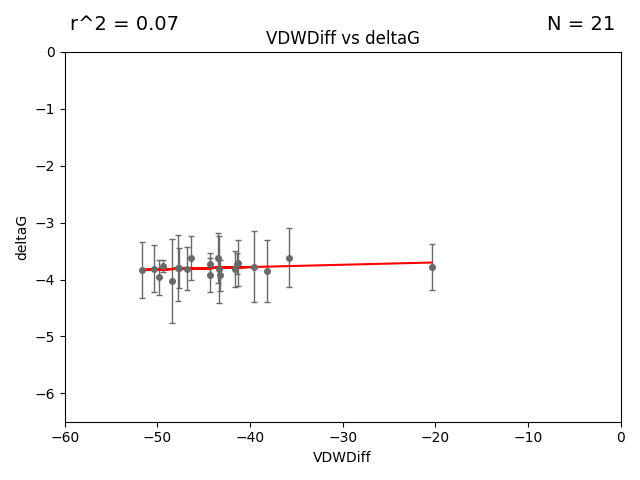 r^2 = 0.07
N = 21
VDWDiff vs deltaG
0
−1
−2
−3
−4
−5
−6
deltaG
−60 −50 −40 −30 −20 −10 0
VDWDiff